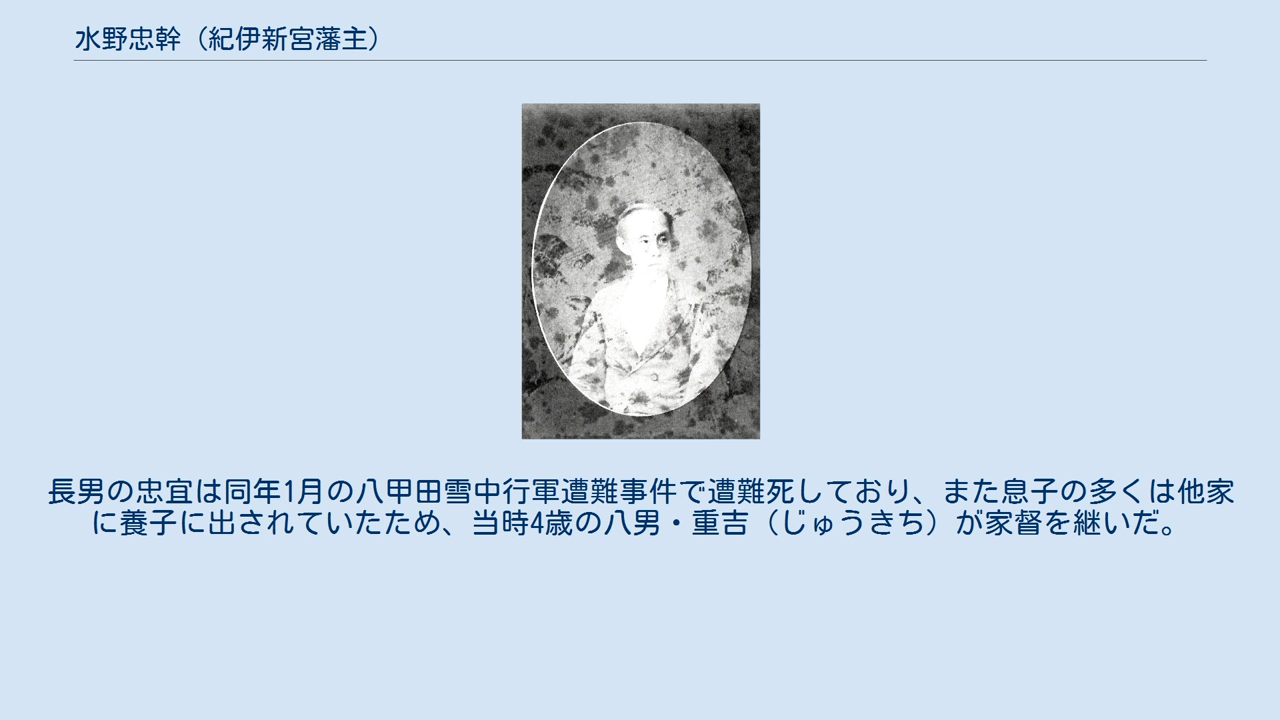 水野忠幹（紀伊新宮藩主）
長男の忠宜は同年1月の八甲田雪中行軍遭難事件で遭難死しており、また息子の多くは他家
に養子に出されていたため、当時4歳の八男・重吉（じゅうきち）が家督を継いだ。